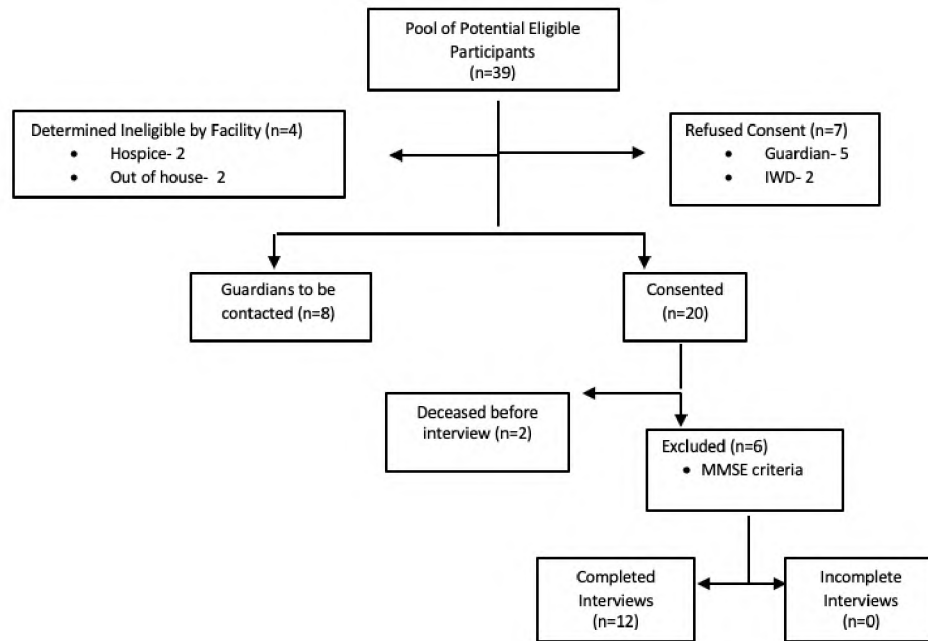 Pool of Potential Eligible
Participants
(n=39)
Determined Ineligible by Facility (n=4)
• Hospice- 2
• Out of house- 2
Refused Consent (n=7)
• Guardian- 5
• IWD- 2
Guardians to be
contacted (n=8)
Consented
(n=20)
Deceased before
interview (n=2)
Excluded (n=6)
• MMSE criteria
Completed
Interviews
(n=12)
Incomplete
Interviews
(n=0)